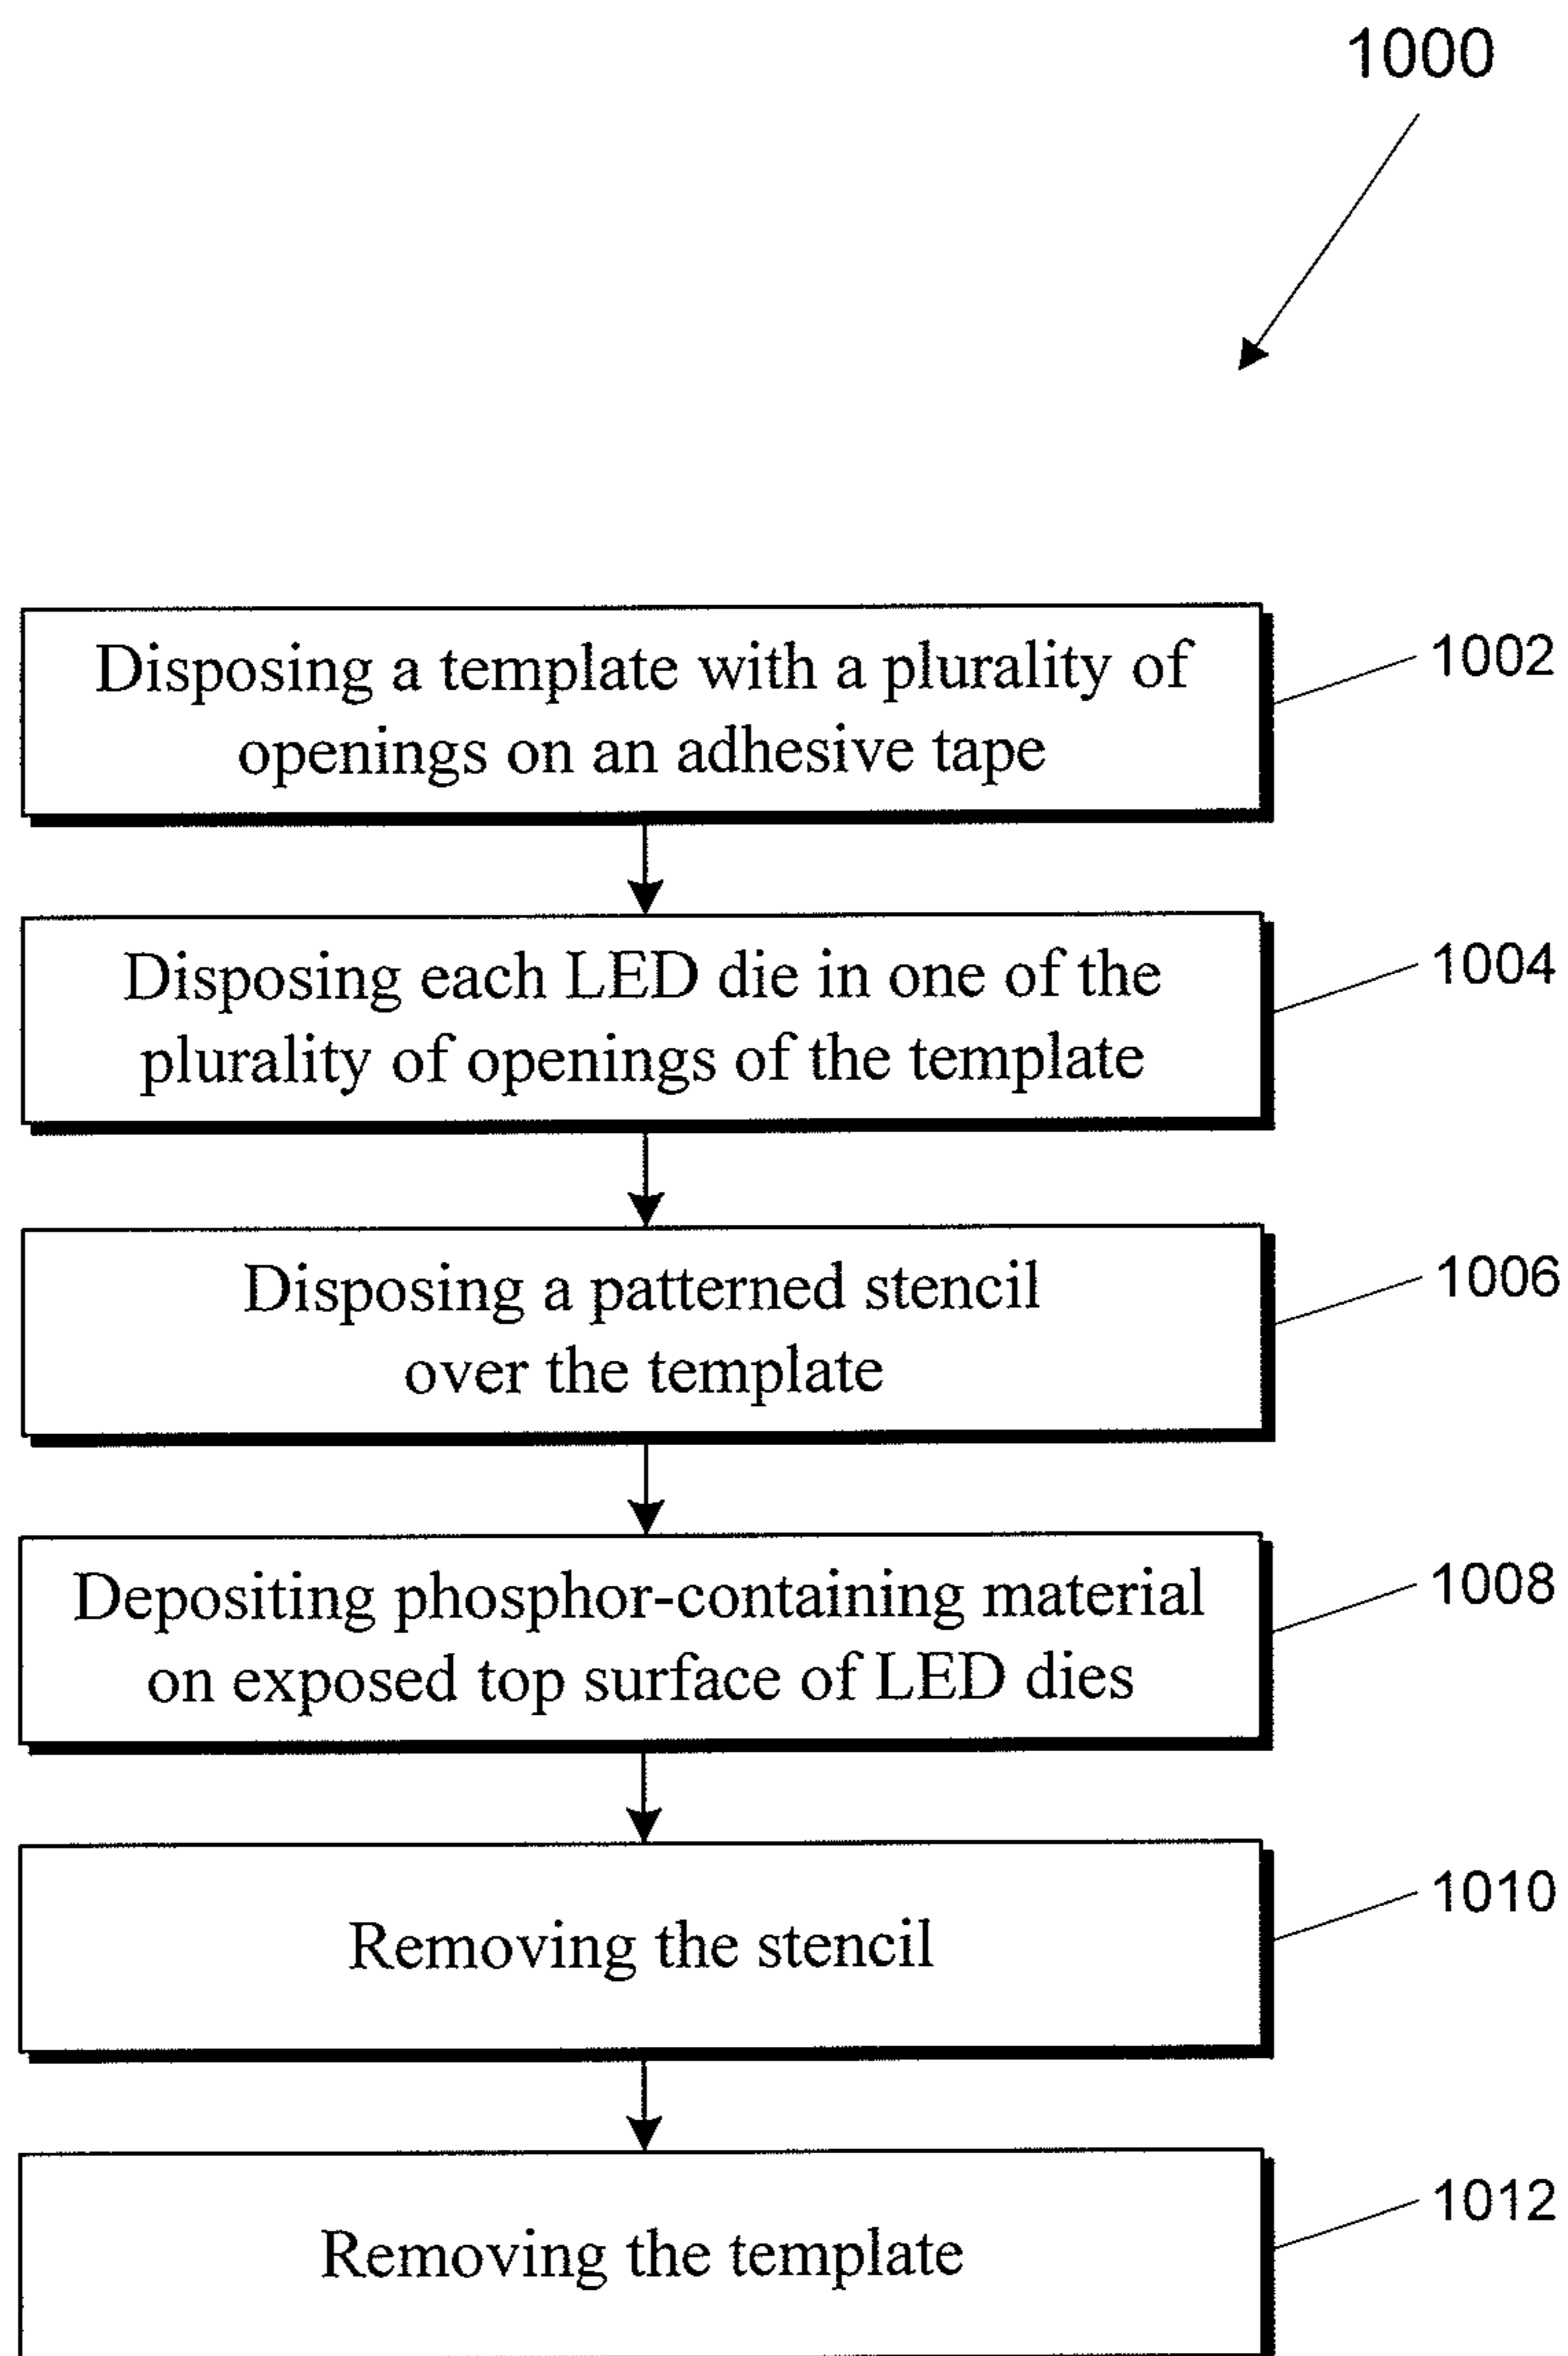 1000
Disposing a template with a plurality of
openings on an adhesive tape
1002
Disposing each LED die in one of the
plurality of openings of the template
1004
Disposing a patterned stencil
over the template
1006
Depositing phosphor-containing material
on exposed top surface of LED dies
1008
Removing the stencil
1010
Removing the template
1012